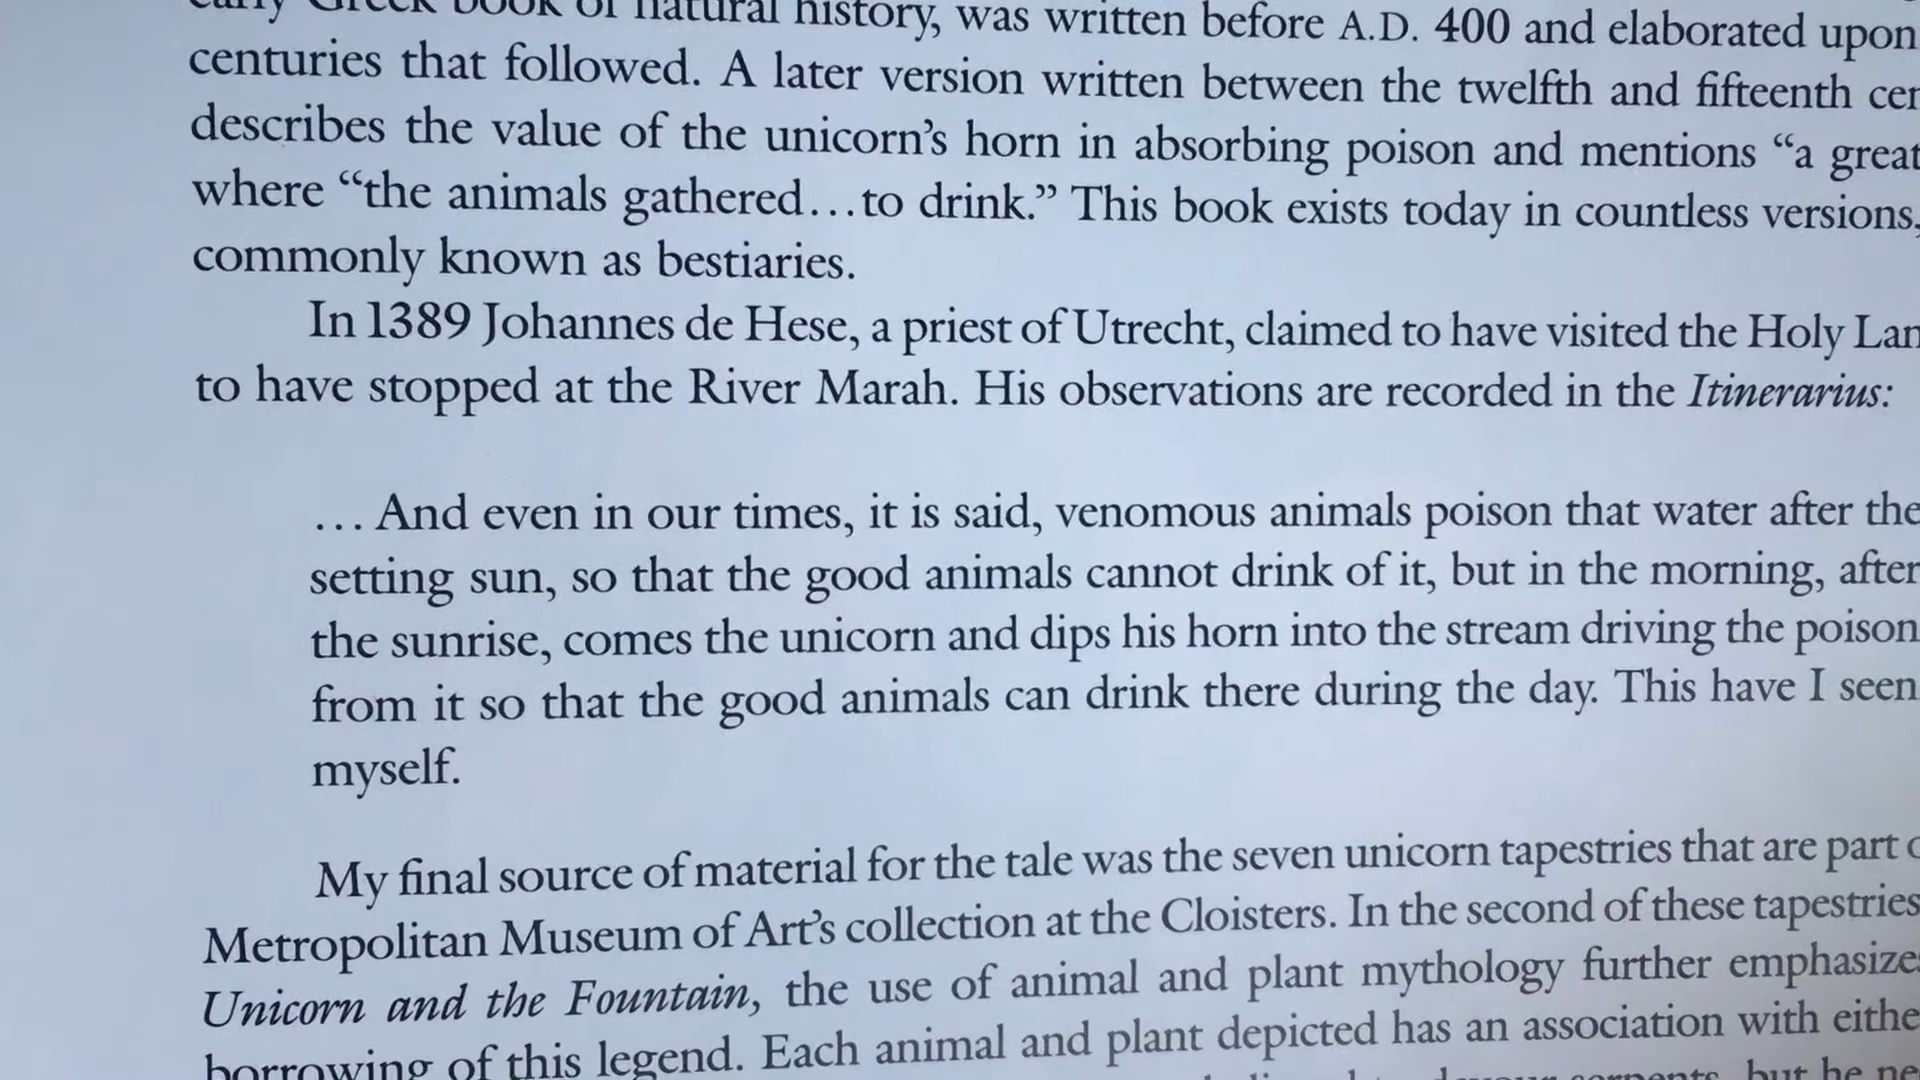 early Greek book of natural history, was written before A.D. 400 and elaborated upon
centuries that followed. A later version written between the twelfth and fifteenth
describes the value of the unicorn’s horn in absorbing poison and mentions “a great
where “the animals gathered…to drink.” This book exists today in countless versions,
commonly known as bestiaries.
In 1389 Johannes de Hese, a priest of Utrecht, claimed to have visited the Holy
to have stopped at the River Marah. His observations are recorded in the Itinerarius:
… And even in our times, it is said, venomous animals poison that water after the
setting sun, so that the good animals cannot drink of it, but in the morning, after
the sunrise, comes the unicorn and dips his horn into the stream driving the poison
from it so that the good animals can drink there during the day. This have I seen
myself.
My final source of material for the tale was the seven unicorn tapestries that are part
Metropolitan Museum of Art’s collection at the Cloisters. In the second of these tapestries
Unicorn and the Fountain, the use of animal and plant mythology further
borrowing of this legend. Each animal and plant depicted has an association with
serpents, but he